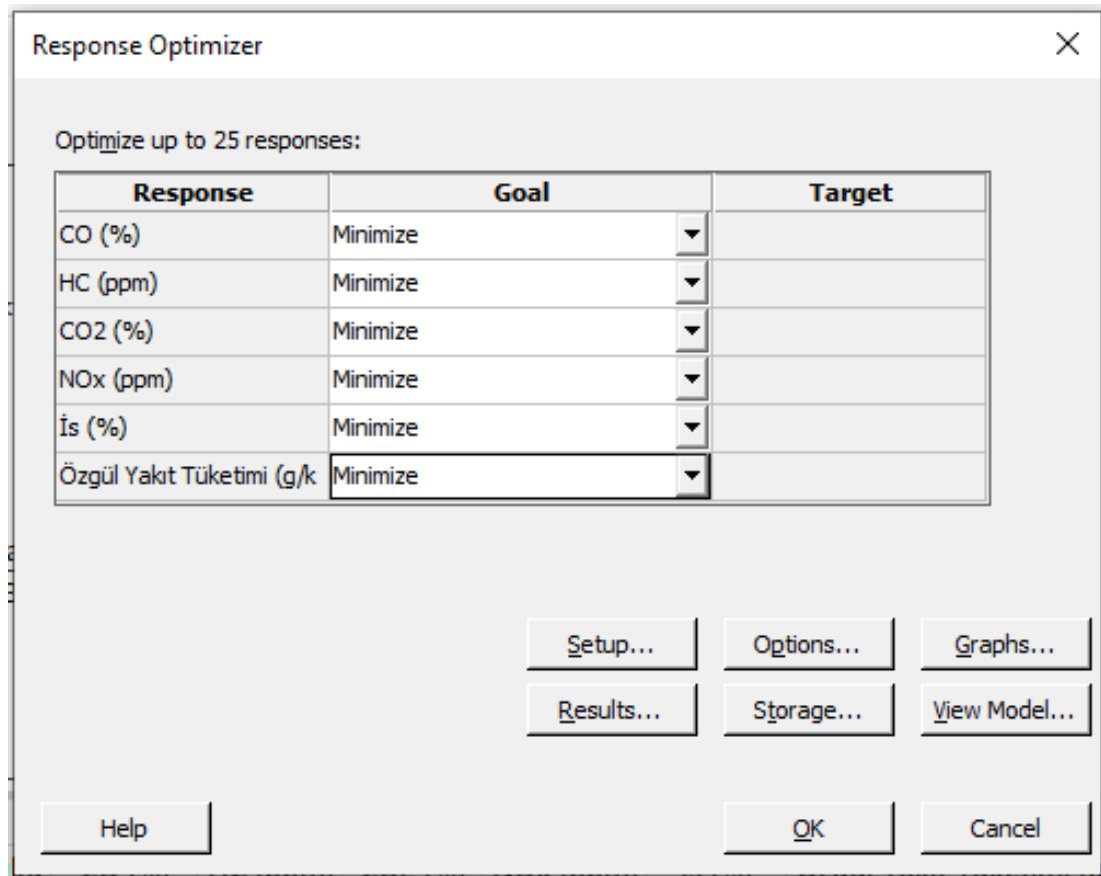 Response Optimizer
Optimize up to 25 responses:
Response Goal Target
CO (%) Minimize
HC (ppm) Minimize
CO2 (%) Minimize
NOx (ppm) Minimize
İs (%) Minimize
Özgül Yakıt Tüketimi (g/k Minimize
Setup... Options... Graphs...
Results... Storage... View Model...
Help OK Cancel